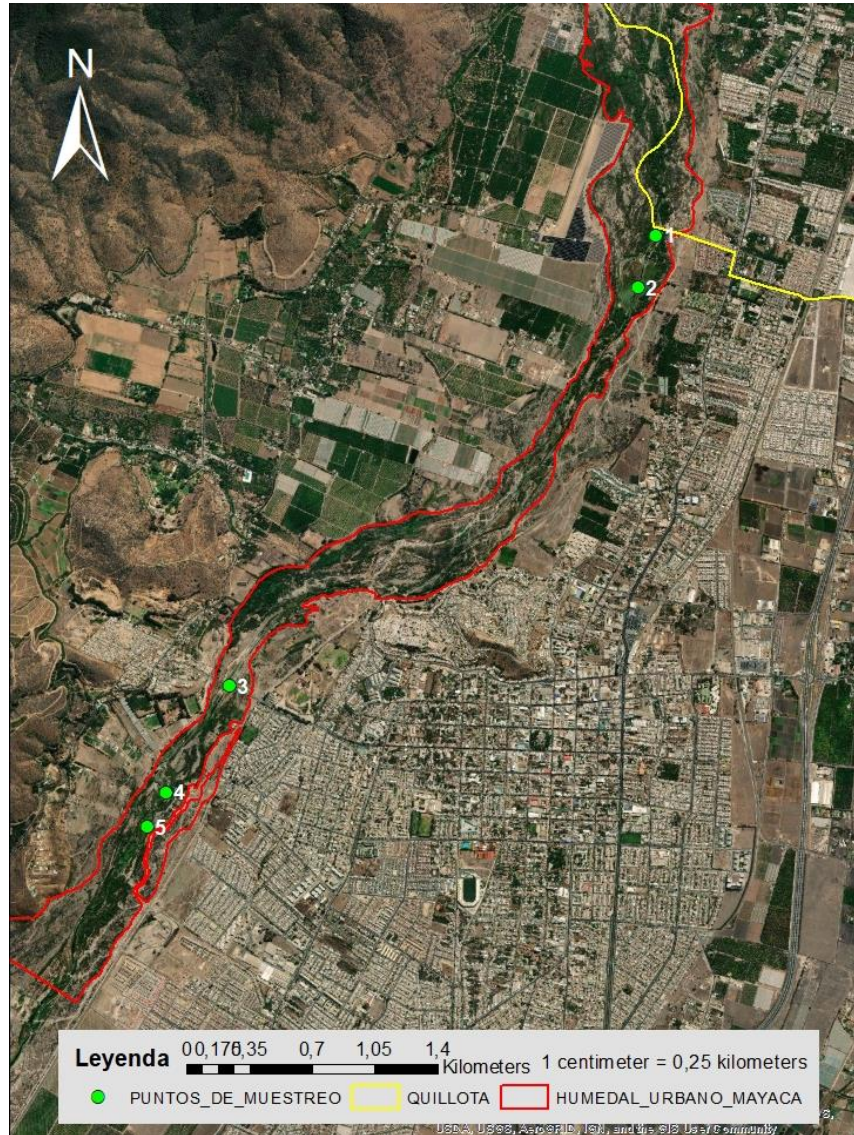 N
1
2
3
4
5
Leyenda
0 0,175 0,35 0,7 1,05 1,4
Kilometers
1 centimeter = 0,25 kilometers
PUNTOS_DE_MUESTREO
QUILLOTA
HUMEDAL_URBANO_MAYACA
USDA, USGS, AeroGRID, IGN, and the GIS User Community